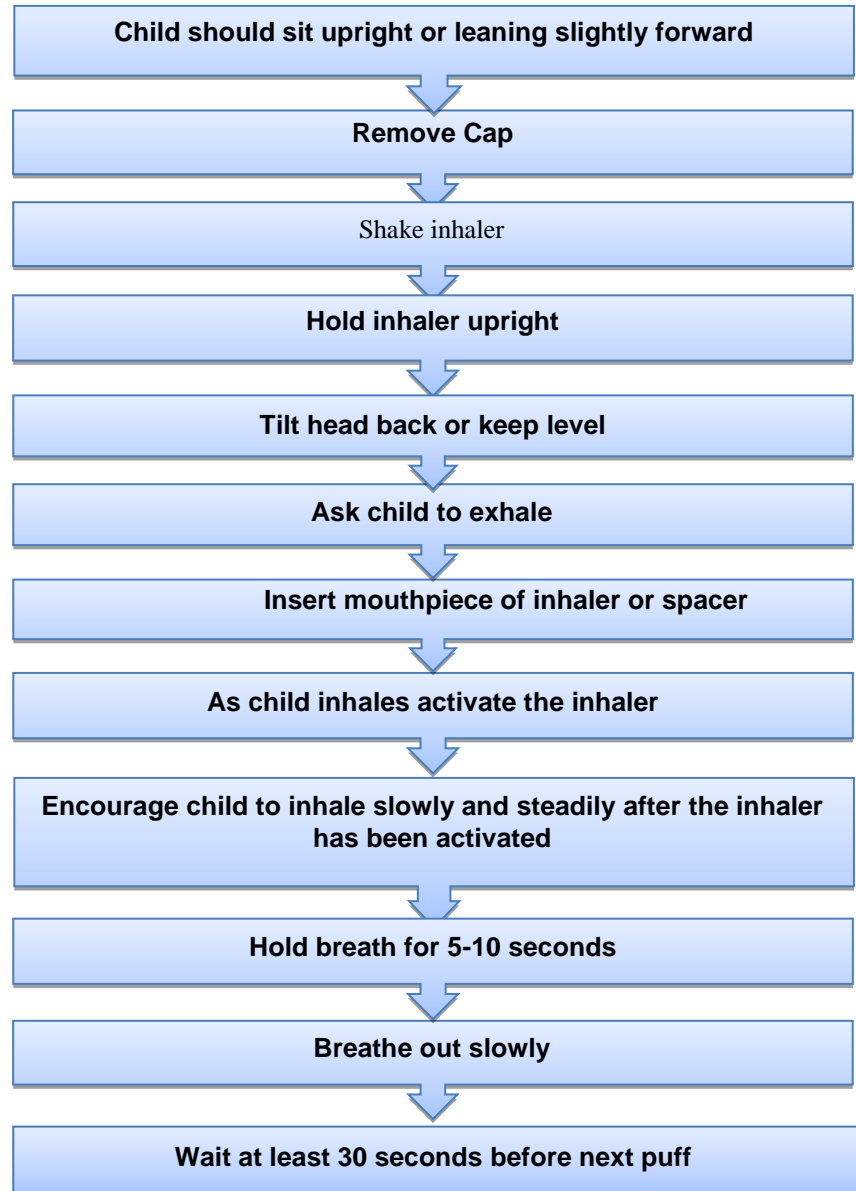 Child should sit upright or leaning slightly forward
Remove Cap
Shake inhaler
Hold inhaler upright
Tilt head back or keep level
Ask child to exhale
Insert mouthpiece of inhaler or spacer
As child inhales activate the inhaler
Encourage child to inhale slowly and steadily after the inhaler
has been activated
Hold breath for 5-10 seconds
Breathe out slowly
Wait at least 30 seconds before next puff